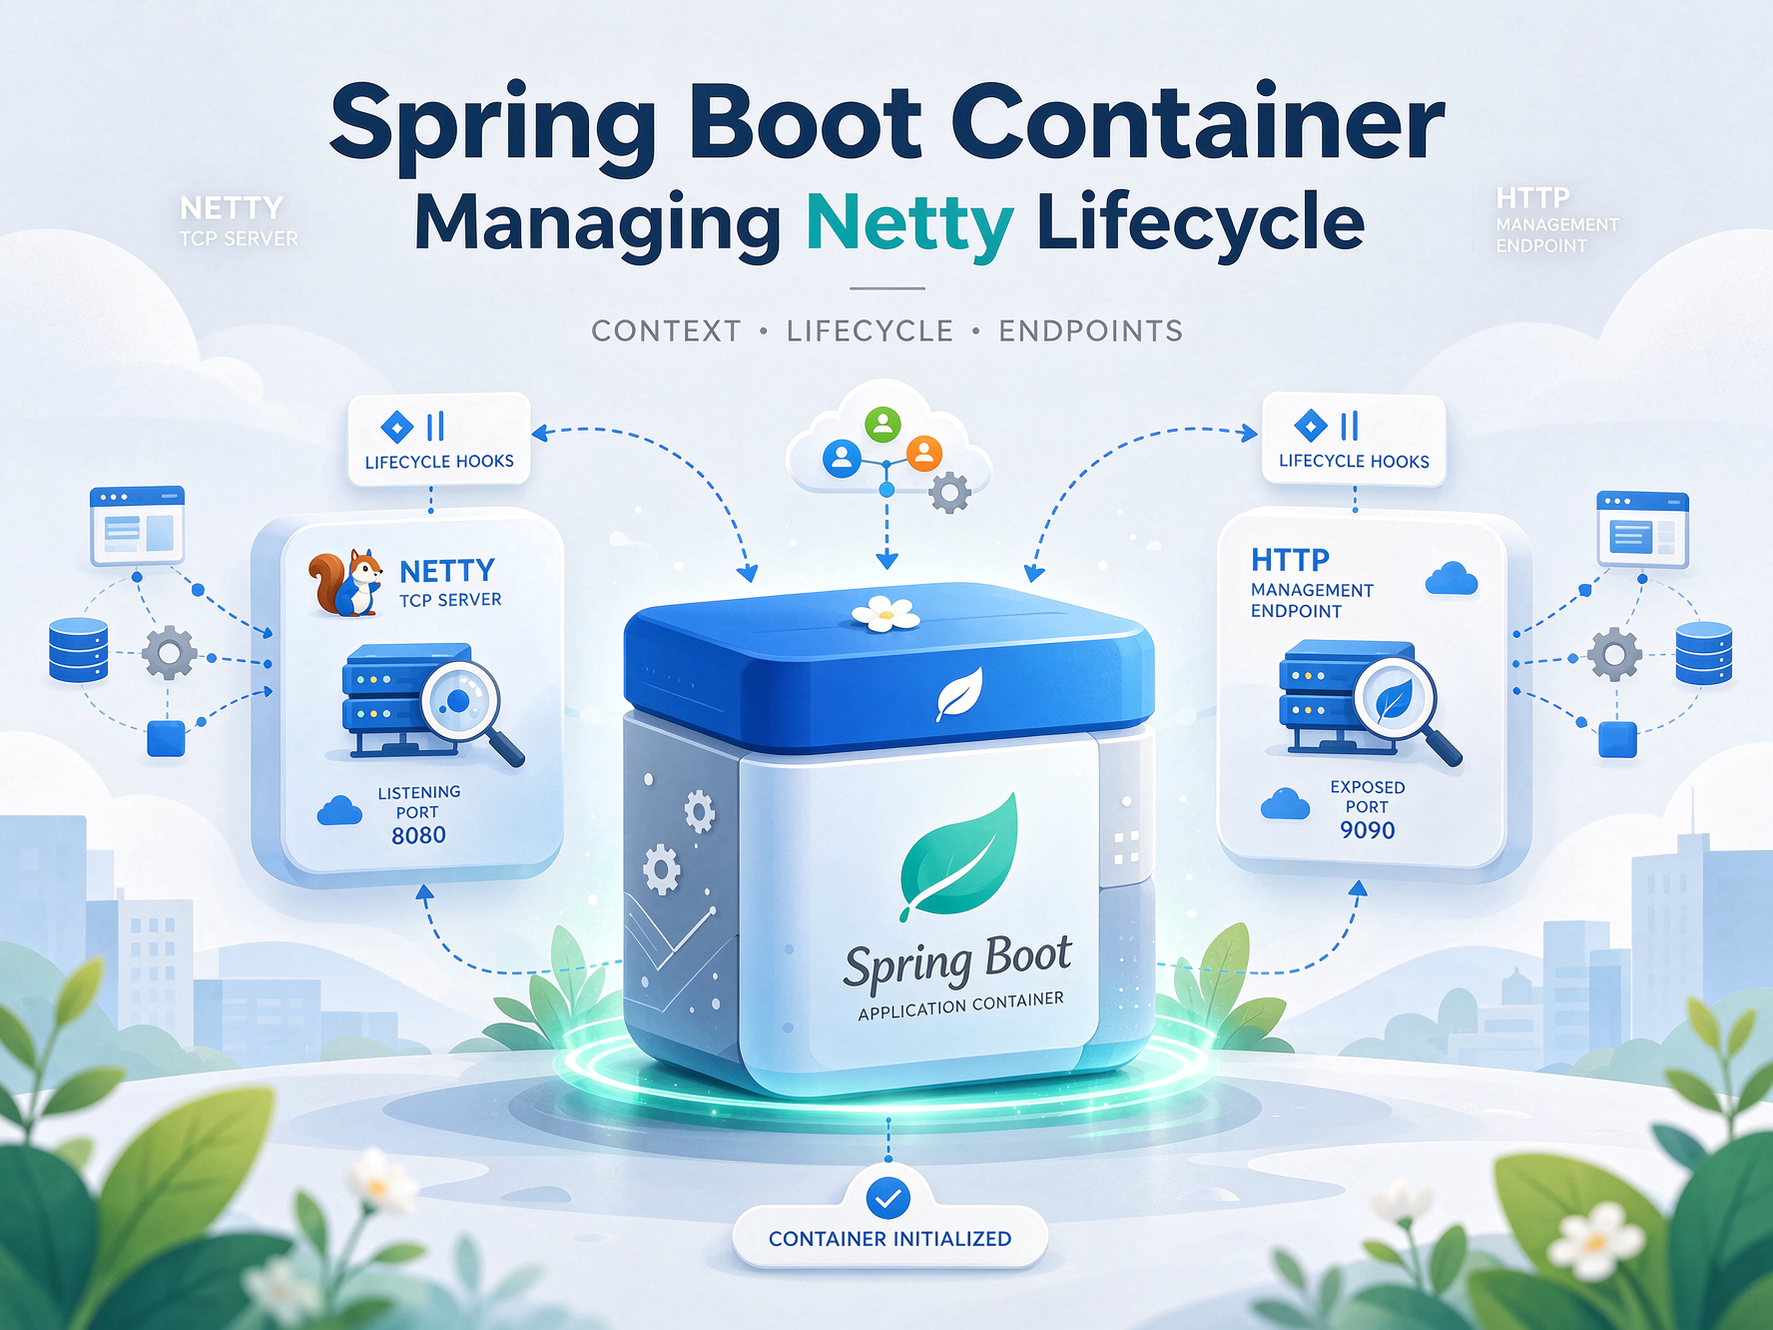 Spring Boot Container
Managing Netty Lifecycle
NETTY
TCP SERVER
HTTP
MANAGEMENT
ENDPOINT
CONTEXT • LIFECYCLE • ENDPOINTS
LIFECYCLE HOOKS
LIFECYCLE HOOKS
NETTY
TCP SERVER
LISTENING
PORT
8080
HTTP
MANAGEMENT
ENDPOINT
EXPOSED
PORT
9090
Spring Boot
APPLICATION CONTAINER
CONTAINER INITIALIZED